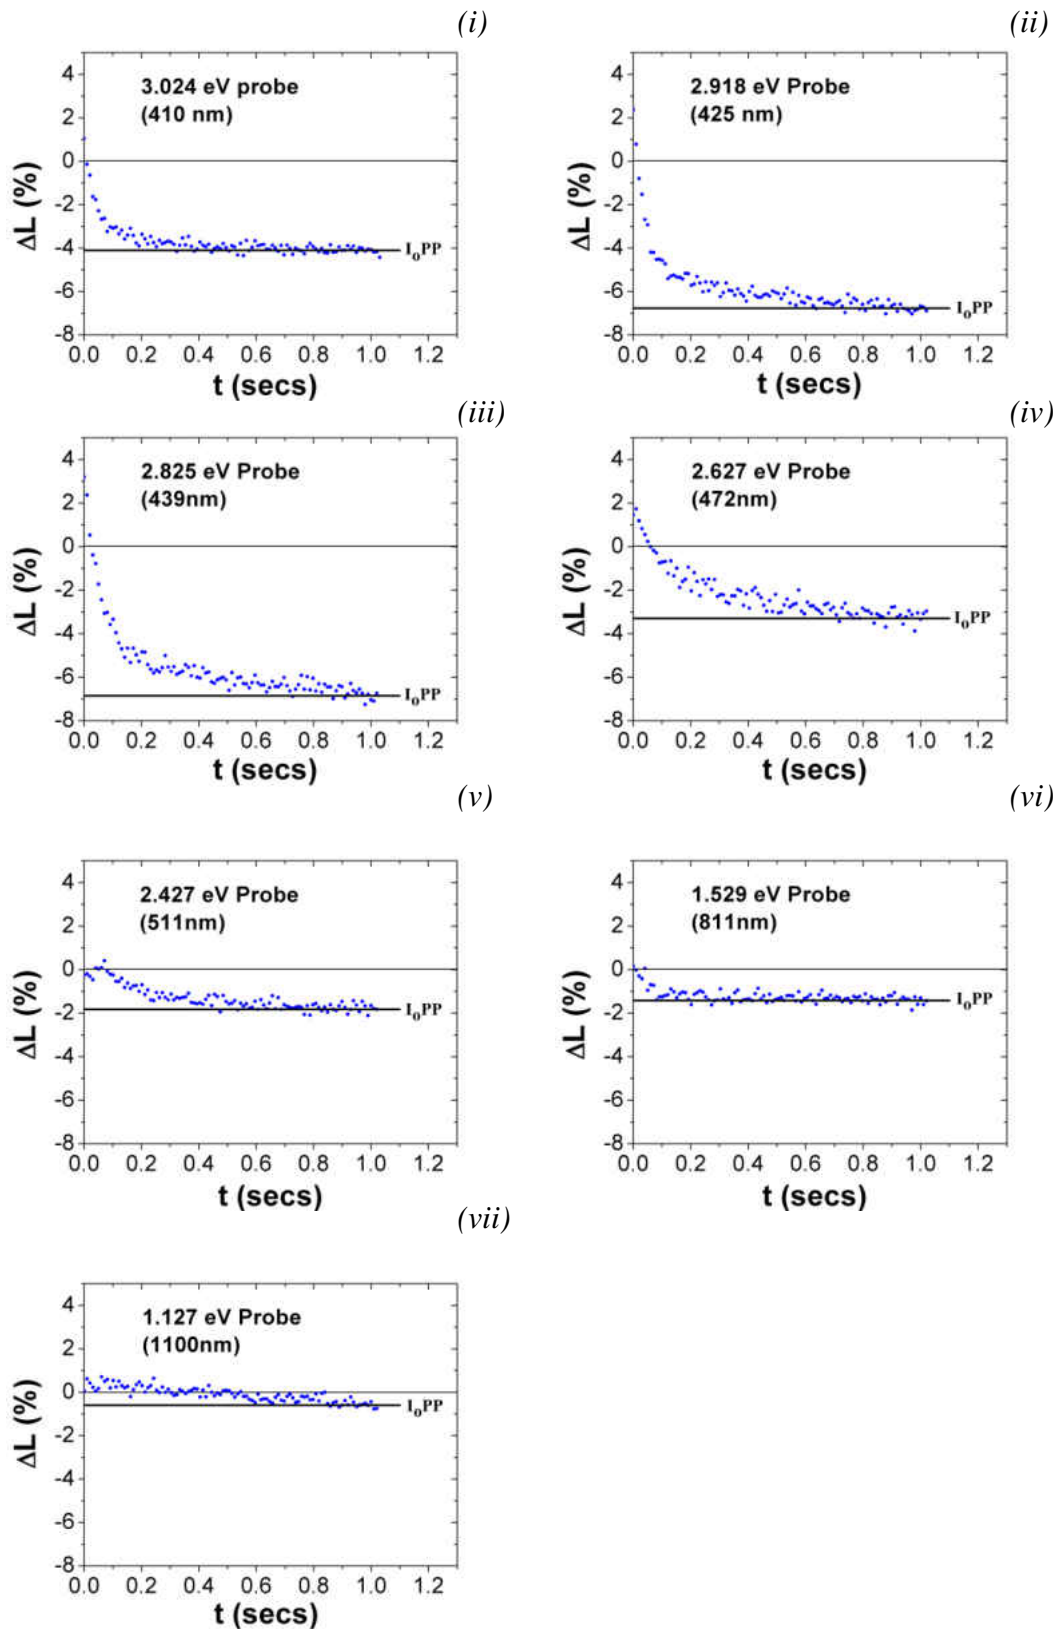 (i)
3.024 eV probe
(410 nm)
4
2
0
-2
-4
-6
-8
ΔL (%)
I₀PP
0.0 0.2 0.4 0.6 0.8 1.0 1.2
t (secs)
(ii)
2.918 eV Probe
(425 nm)
4
2
0
-2
-4
-6
-8
ΔL (%)
I₀PP
0.0 0.2 0.4 0.6 0.8 1.0 1.2
t (secs)
(iii)
2.825 eV Probe
(439nm)
4
2
0
-2
-4
-6
-8
ΔL (%)
I₀PP
0.0 0.2 0.4 0.6 0.8 1.0 1.2
t (secs)
(iv)
2.627 eV Probe
(472nm)
4
2
0
-2
-4
-6
-8
ΔL (%)
I₀PP
0.0 0.2 0.4 0.6 0.8 1.0 1.2
t (secs)
(v)
2.427 eV Probe
(511nm)
4
2
0
-2
-4
-6
-8
ΔL (%)
I₀PP
0.0 0.2 0.4 0.6 0.8 1.0 1.2
t (secs)
(vi)
1.529 eV Probe
(811nm)
4
2
0
-2
-4
-6
-8
ΔL (%)
I₀PP
0.0 0.2 0.4 0.6 0.8 1.0 1.2
t (secs)
(vii)
1.127 eV Probe
(1100nm)
4
2
0
-2
-4
-6
-8
ΔL (%)
I₀PP
0.0 0.2 0.4 0.6 0.8 1.0 1.2
t (secs)